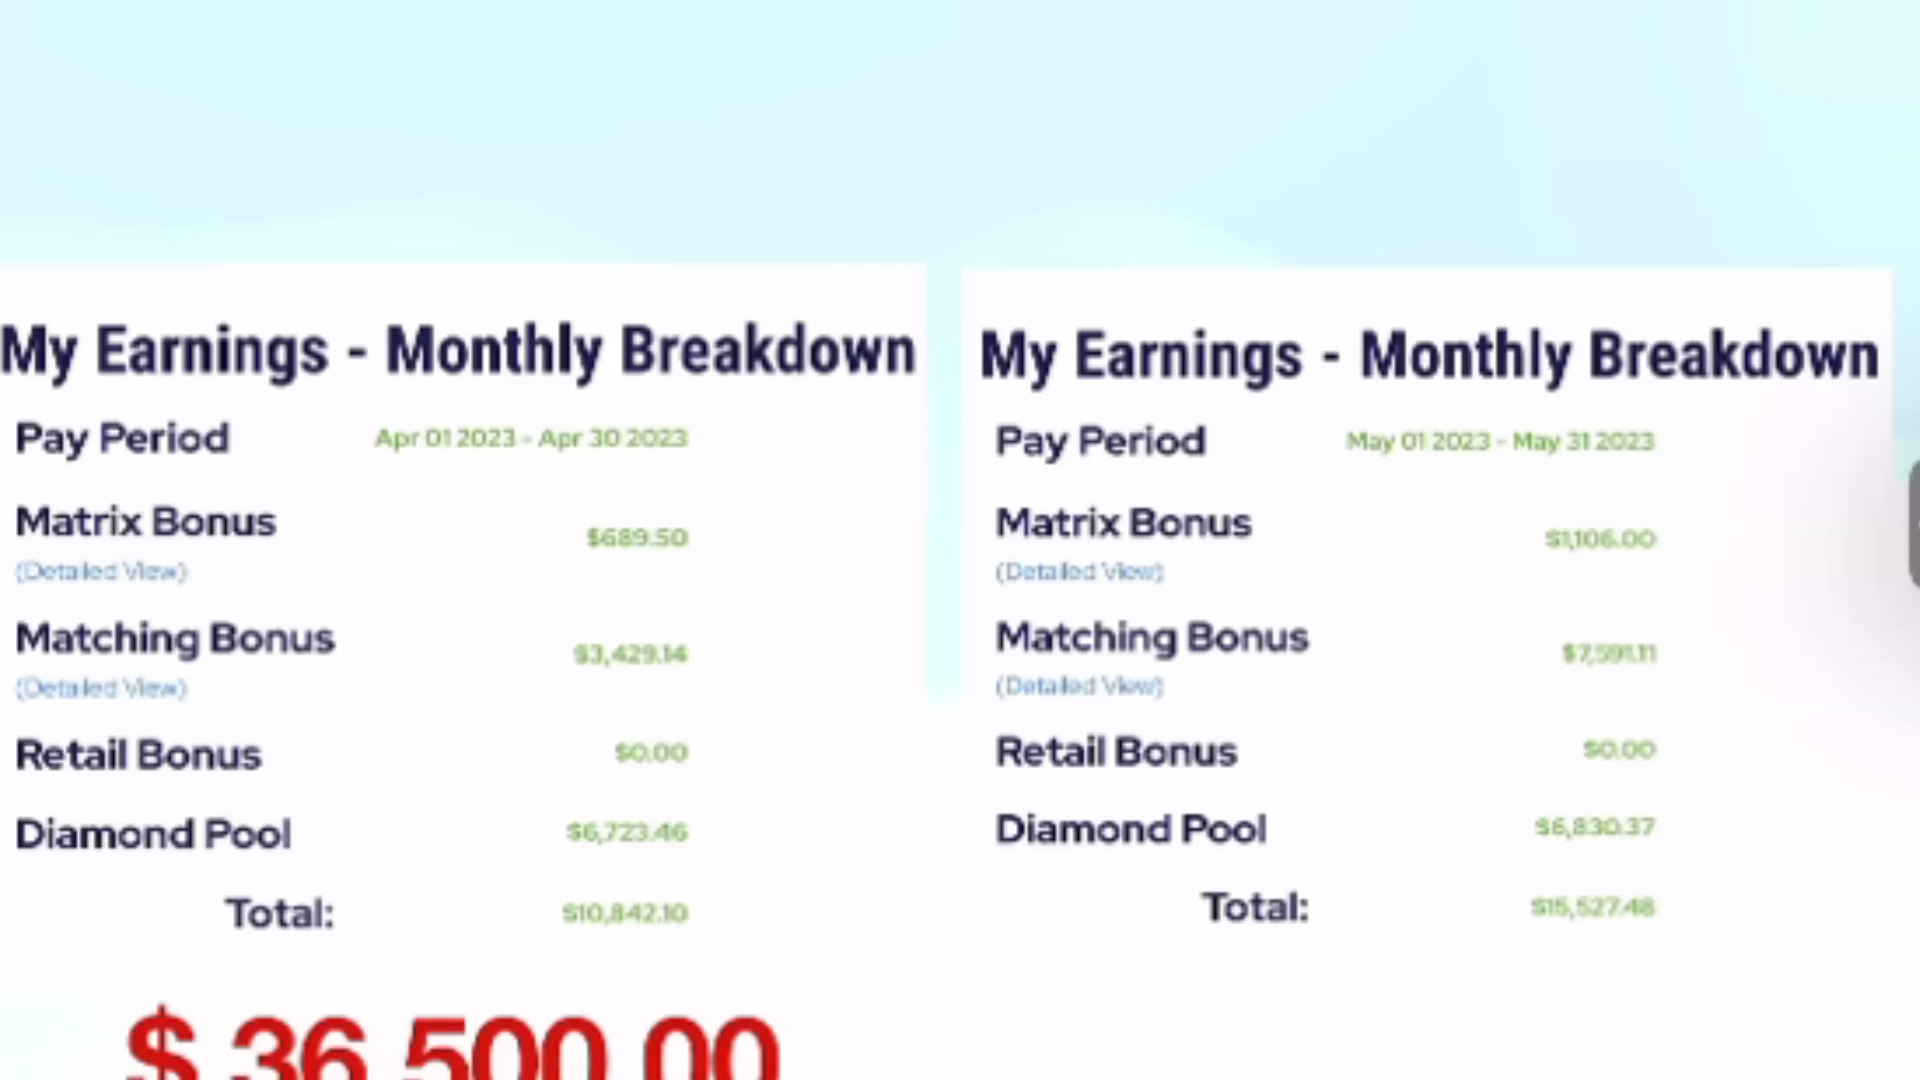 My Earnings - Monthly Breakdown
Pay Period Apr 01 2023 - Apr 30 2023
Matrix Bonus $689.50
(Detailed View)
Matching Bonus $3,429.14
(Detailed View)
Retail Bonus $0.00
Diamond Pool $6,723.46
Total: $10,842.10
My Earnings - Monthly Breakdown
Pay Period May 01 2023 - May 31 2023
Matrix Bonus $1,106.00
(Detailed View)
Matching Bonus $7,591.11
(Detailed View)
Retail Bonus $0.00
Diamond Pool $6,830.37
Total: $15,527.48
$ 36 500 00